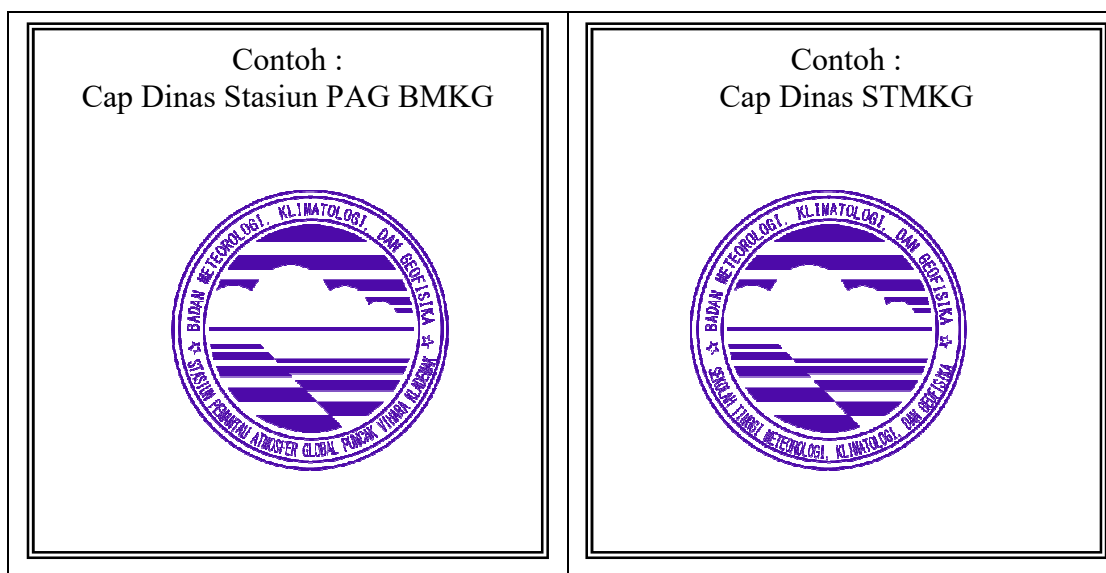 Contoh :
Cap Dinas Stasiun PAG BMKG
BADAN METEOROLOGI, KLIMATOLOGI, DAN GEOFISIKA
STASIUN PEMANTAU ATMOSFER GLOBAL PUNCAK VIHARA KLADEMAK
Contoh :
Cap Dinas STMKG
BADAN METEOROLOGI, KLIMATOLOGI, DAN GEOFISIKA
SEKOLAH TINGGI METEOROLOGI, KLIMATOLOGI, DAN GEOFISIKA